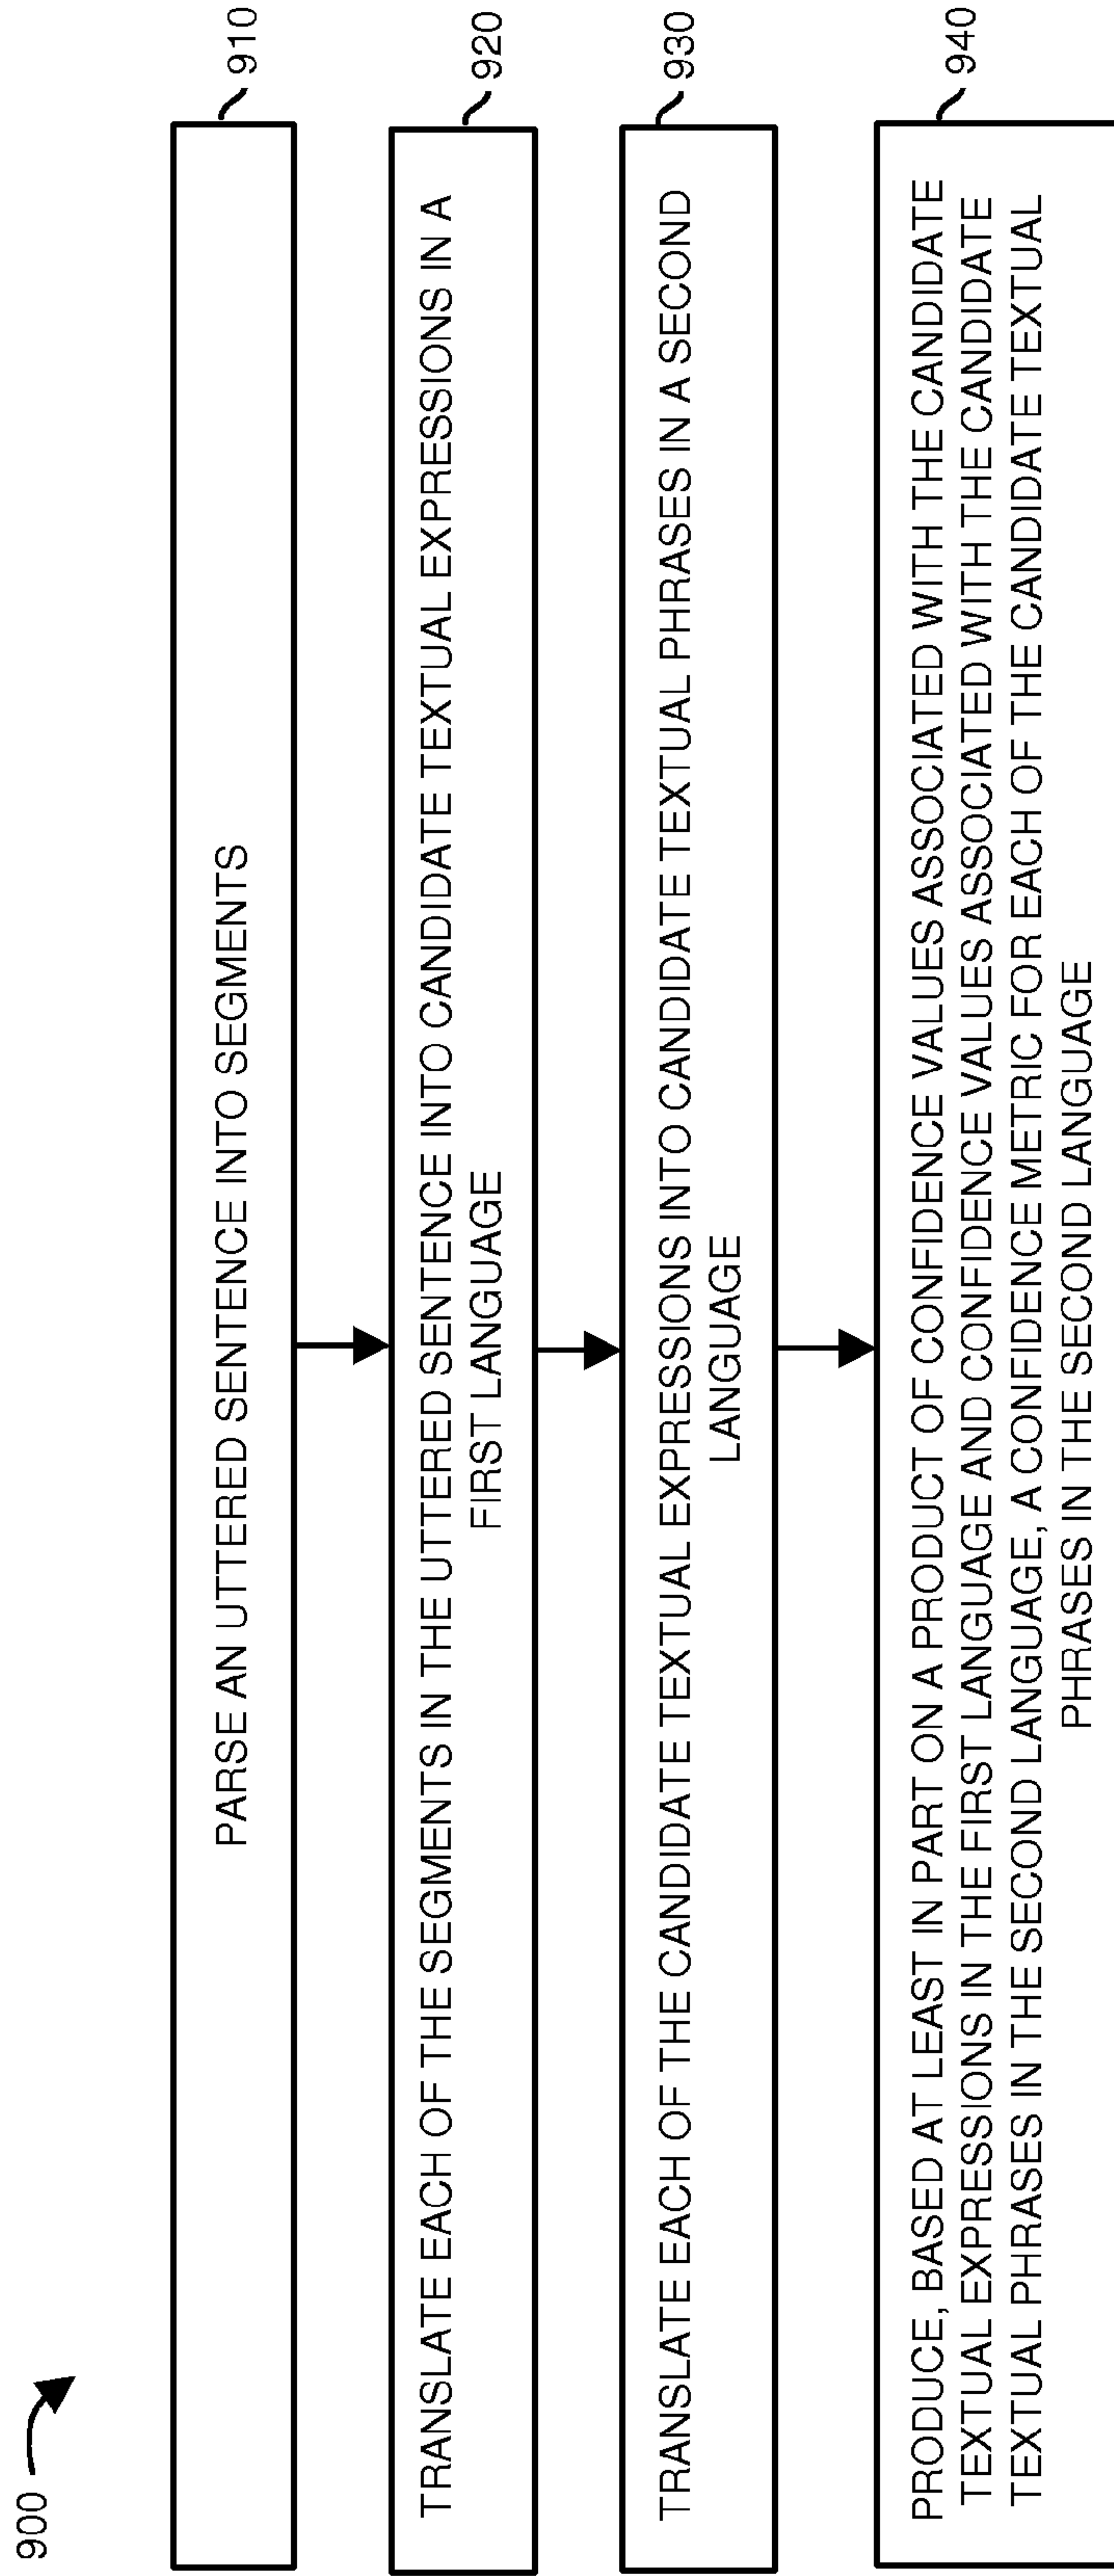 900
PARSE AN UTTERED SENTENCE INTO SEGMENTS
910
TRANSLATE EACH OF THE SEGMENTS IN THE UTTERED SENTENCE INTO CANDIDATE TEXTUAL EXPRESSIONS IN A
FIRST LANGUAGE
920
TRANSLATE EACH OF THE CANDIDATE TEXTUAL EXPRESSIONS INTO CANDIDATE TEXTUAL PHRASES IN A SECOND
LANGUAGE
930
PRODUCE, BASED AT LEAST IN PART ON A PRODUCT OF CONFIDENCE VALUES ASSOCIATED WITH THE CANDIDATE
TEXTUAL EXPRESSIONS IN THE FIRST LANGUAGE AND CONFIDENCE VALUES ASSOCIATED WITH THE CANDIDATE
TEXTUAL PHRASES IN THE SECOND LANGUAGE, A CONFIDENCE METRIC FOR EACH OF THE CANDIDATE TEXTUAL
PHRASES IN THE SECOND LANGUAGE
940